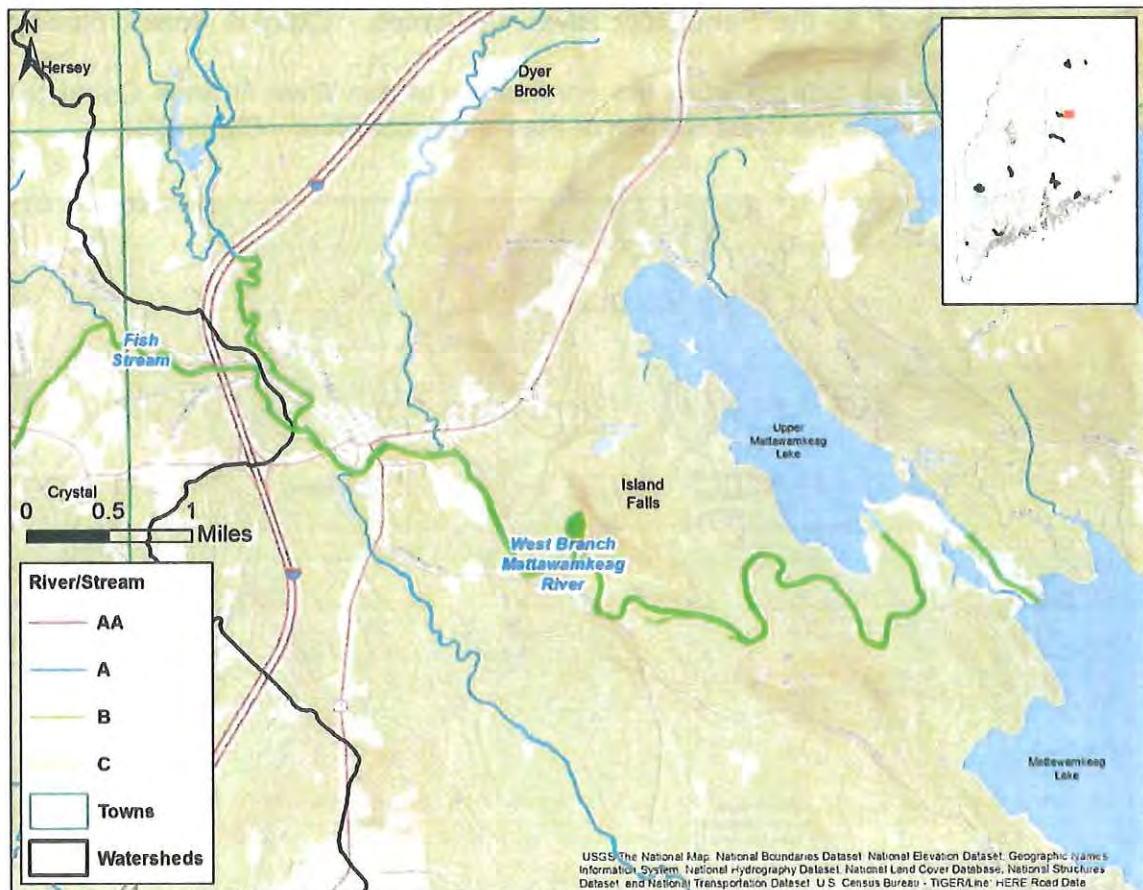 N
Hersey
Dyer
Brook
Fish
Stream
Upper
Mattawamkeag
Lake
Island
Falls
Crystal
0 0.5 1
Miles
West Branch
Mattawamkeag
River
River/Stream
AA
A
B
C
Towns
Watersheds
Mattawamkeag
Lake
USGS The National Map: National Boundaries Dataset, National Elevation Dataset, Geographic Names
Information System, National Hydrography Dataset, National Land Cover Database, National Structures
Dataset, and National Transportation Dataset, U.S. Census Bureau - TIGER/Line, HERE Road Data